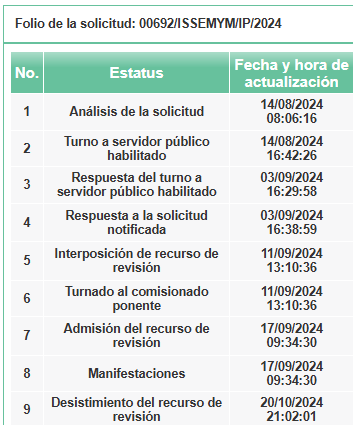 Folio de la solicitud: 00692/ISSEMYM/IP/2024
No. Estatus Fecha y hora de
actualización
1 Análisis de la solicitud 14/08/2024
08:06:16
2 Turno a servidor público
habilitado 14/08/2024
16:42:26
3 Respuesta del turno a
servidor público habilitado 03/09/2024
16:29:58
4 Respuesta a la solicitud
notificada 03/09/2024
16:38:59
5 Interposición de recurso de
revisión 11/09/2024
13:10:36
6 Turnado al comisionado
ponente 11/09/2024
13:10:36
7 Admisión del recurso de
revisión 17/09/2024
09:34:30
8 Manifestaciones 17/09/2024
09:34:30
9 Desistimiento del recurso de
revisión 20/10/2024
21:02:01